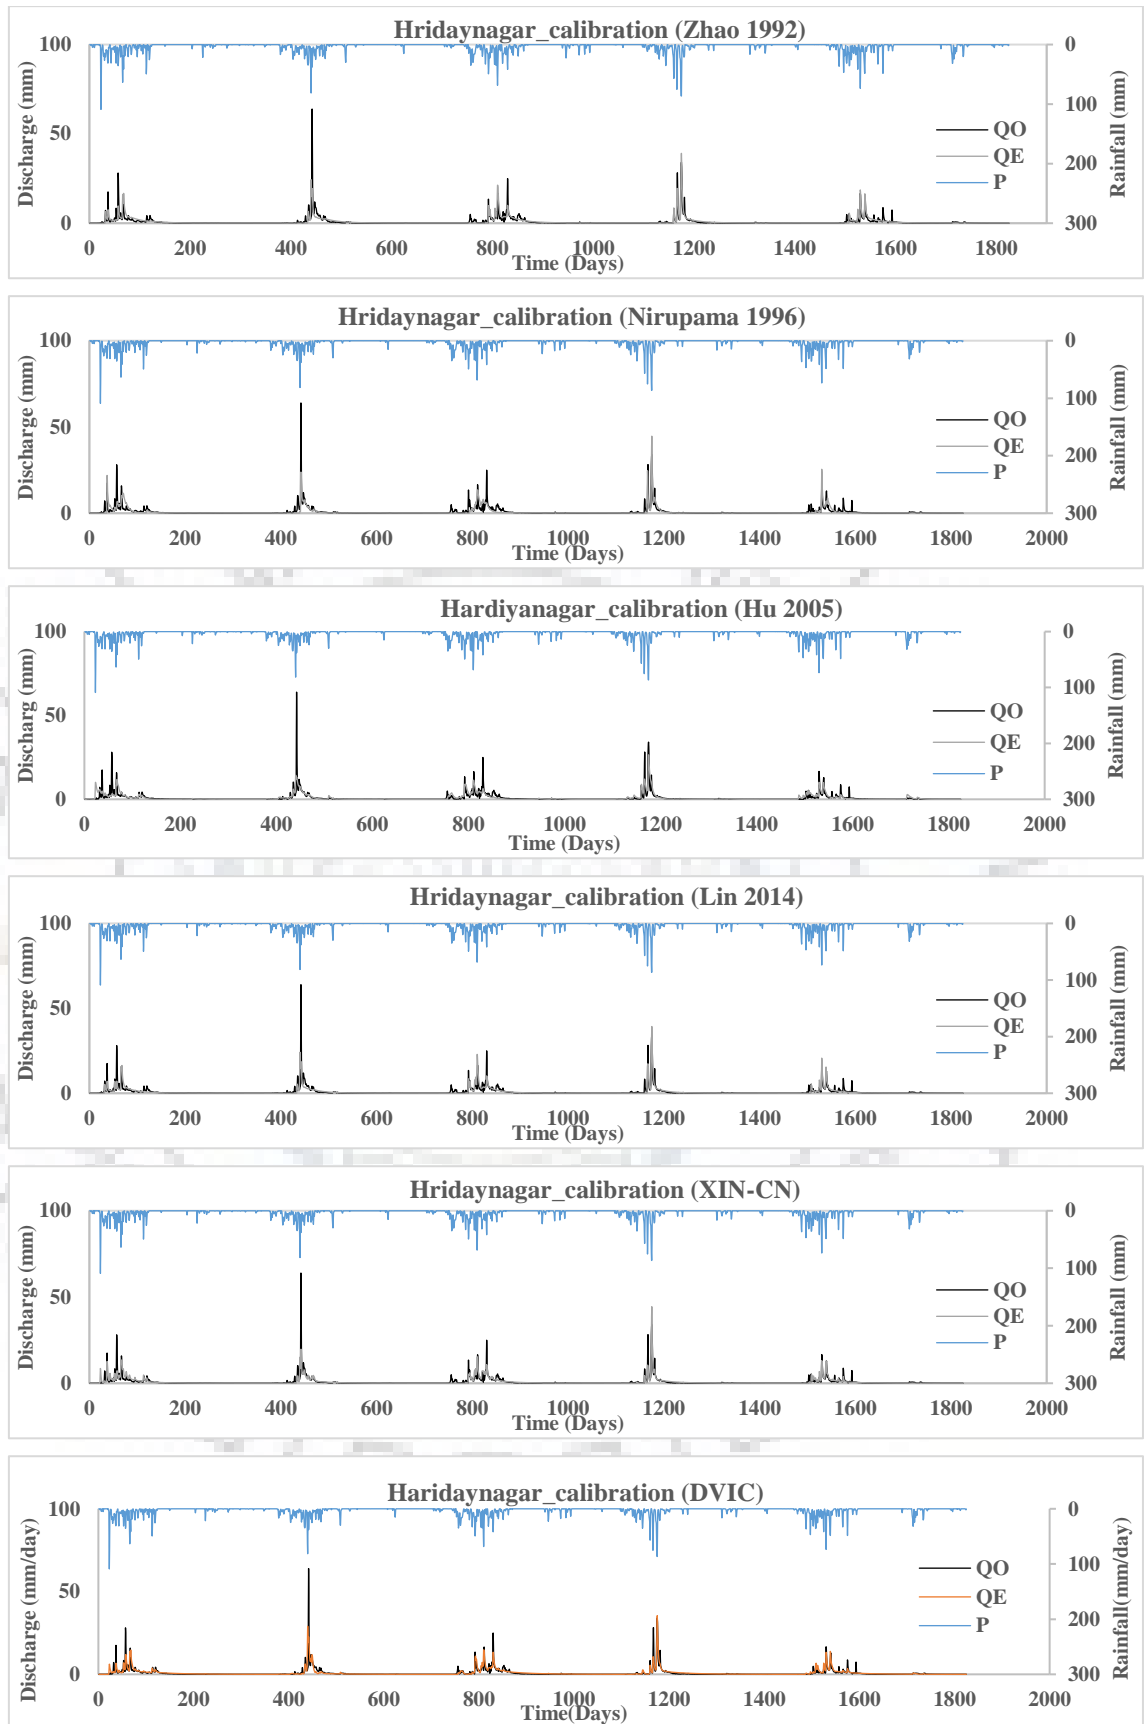 Hridaynagar_calibration (Zhao 1992)
100 0
50 100
0 200
300
Discharge (mm)
Rainfall (mm)
QO
QE
P
0 200 400 600 800 1000 1200 1400 1600 1800
Time (Days)
Hridaynagar_calibration (Nirupama 1996)
100 0
50 100
0 200
300
Discharge (mm)
Rainfall (mm)
QO
QE
P
0 200 400 600 800 1000 1200 1400 1600 1800 2000
Time (Days)
Hardiyanagar_calibration (Hu 2005)
100 0
50 100
0 200
300
Discharg (mm)
Rainfall (mm)
QO
QE
P
0 200 400 600 800 1000 1200 1400 1600 1800 2000
Time (Days)
Hridaynagar_calibration (Lin 2014)
100 0
50 100
0 200
300
Discharge (mm)
Rainfall (mm)
QO
QE
P
0 200 400 600 800 1000 1200 1400 1600 1800 2000
Time (Days)
Hridaynagar_calibration (XIN-CN)
100 0
50 100
0 200
300
Discharge (mm)
Rainfall (mm)
QO
QE
P
0 200 400 600 800 1000 1200 1400 1600 1800 2000
Time (Days)
Haridaynagar_calibration (DVIC)
100 0
50 100
0 200
300
Discharge (mm/day)
Rainfall(mm/day)
QO
QE
P
0 200 400 600 800 1000 1200 1400 1600 1800 2000
Time(Days)